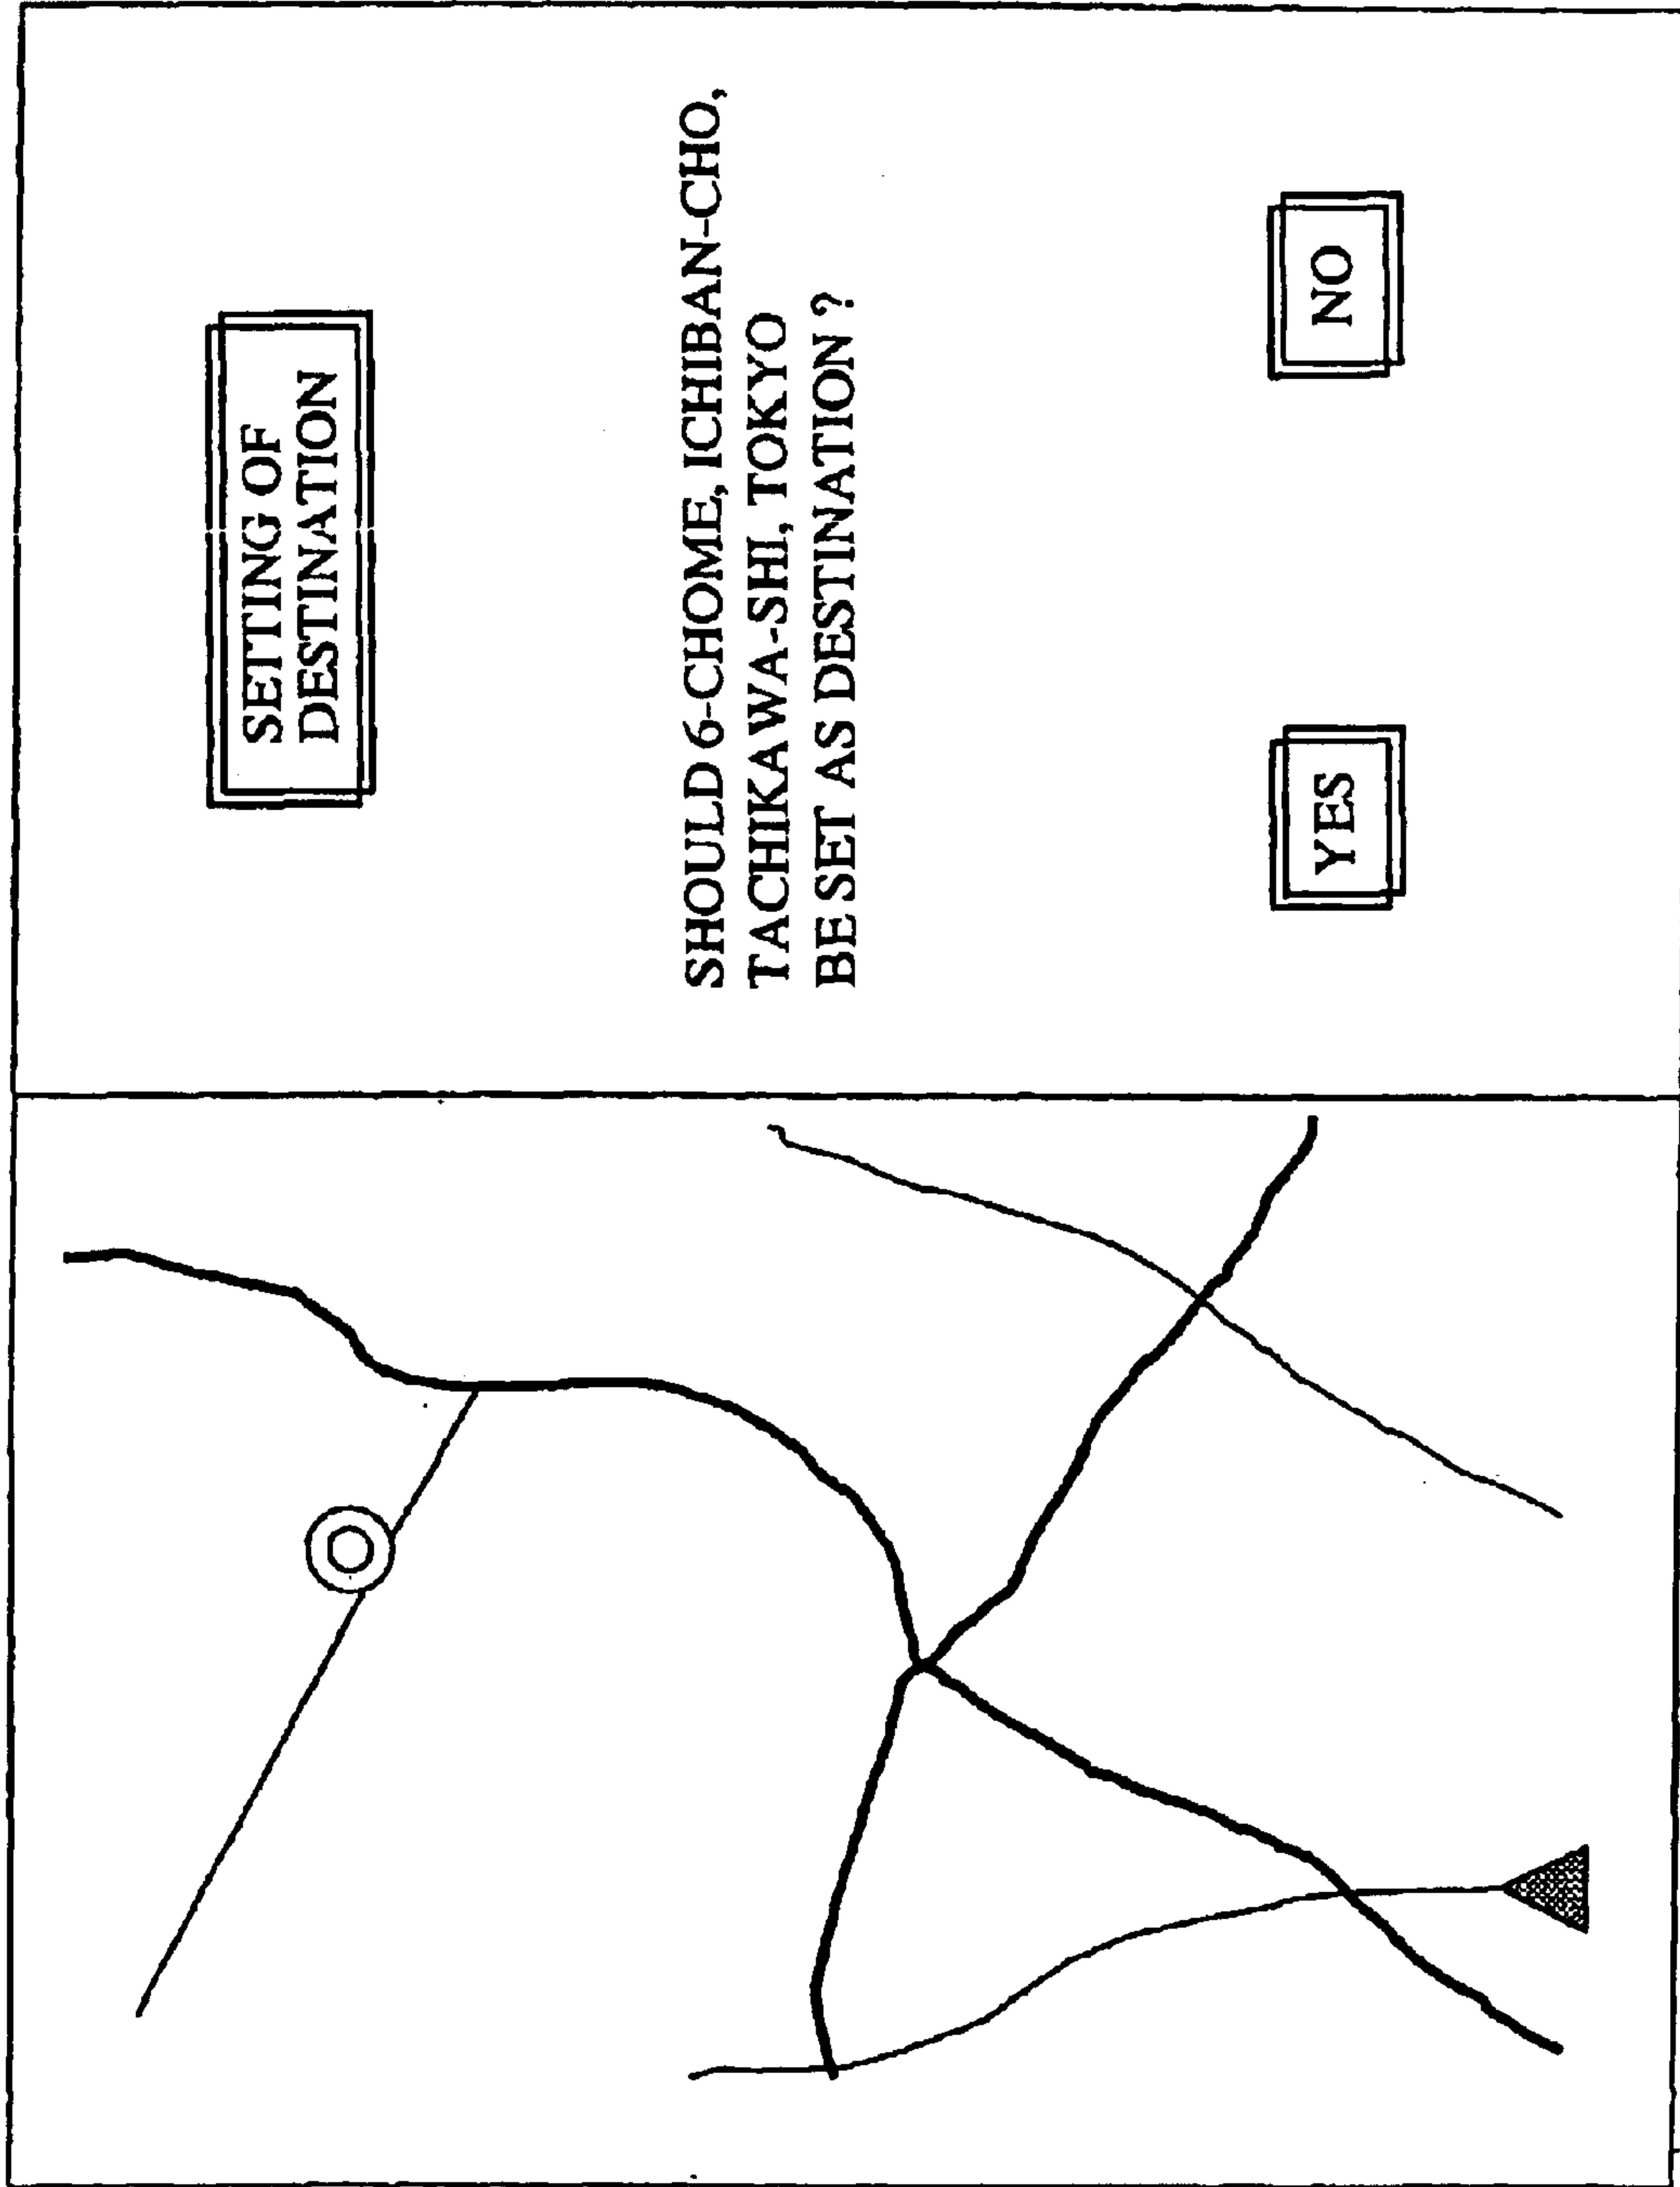 SETTING OF
DESTINATION
SHOULD 6-CHOME, ICHIBAN-CHO,
TACHIKAWA-SHI, TOKYO
BE SET AS DESTINATION ?
YES
NO